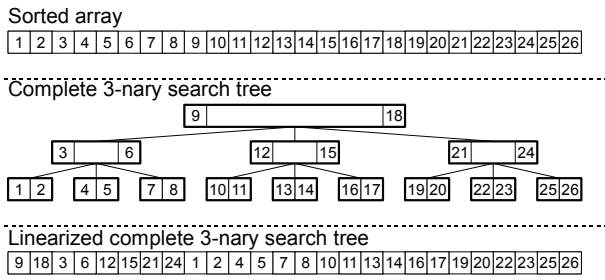 Sorted array
1 2 3 4 5 6 7 8 9 10 11 12 13 14 15 16 17 18 19 20 21 22 23 24 25 26
Complete 3-nary search tree
9 18
3 6 12 15 21 24
1 2 4 5 7 8 10 11 13 14 16 17 19 20 22 23 25 26
Linearized complete 3-nary search tree
9 18 3 6 12 15 21 24 1 2 4 5 7 8 10 11 13 14 16 17 19 20 22 23 25 26